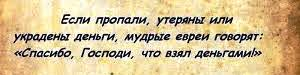 Если пропали, утеряны или
украдены деньги, мудрые евреи говорят:
«Спасибо, Господи, что взял деньгами!»